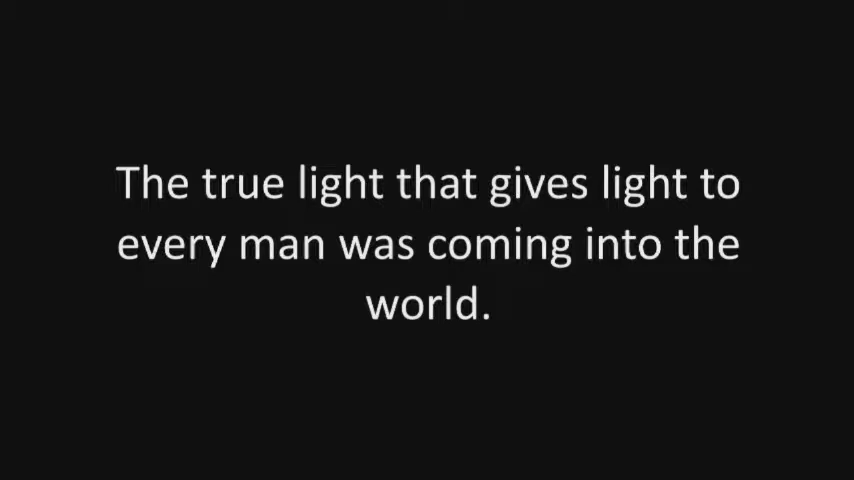 The true light that gives light to
every man was coming into the
world.